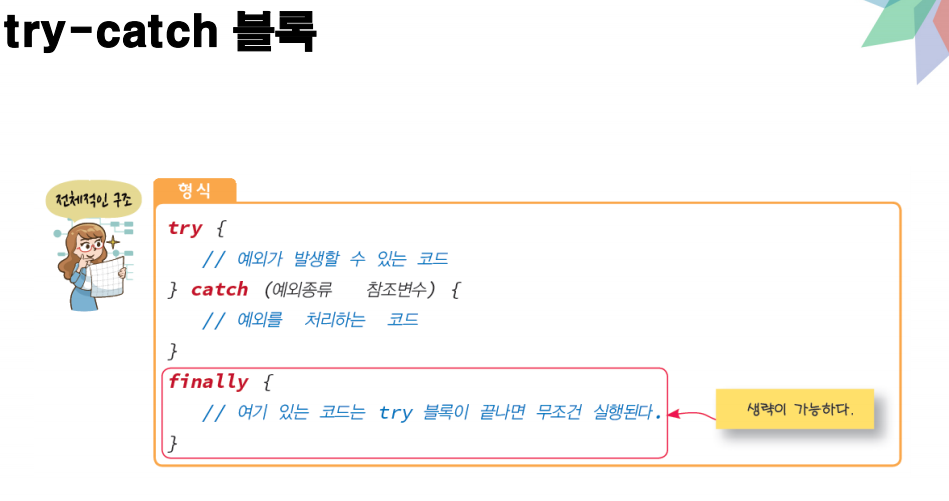 try-catch 블록
전체적인 구조
형식
try {
// 예외가 발생할 수 있는 코드
} catch (예외종류 참조변수) {
// 예외를 처리하는 코드
}
finally {
// 여기 있는 코드는 try 블록이 끝나면 무조건 실행된다.
}
생략이 가능하다.